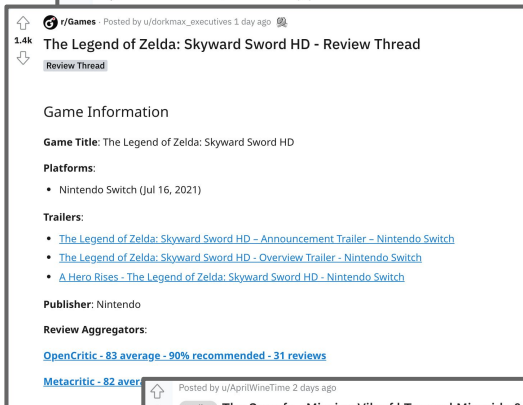 r/Games · Posted by u/dorkmax_executives 1 day ago
1.4k
The Legend of Zelda: Skyward Sword HD - Review Thread
Review Thread
Game Information
Game Title: The Legend of Zelda: Skyward Sword HD
Platforms:
• Nintendo Switch (Jul 16, 2021)
Trailers:
• The Legend of Zelda: Skyward Sword HD – Announcement Trailer – Nintendo Switch
• The Legend of Zelda: Skyward Sword HD - Overview Trailer - Nintendo Switch
• A Hero Rises - The Legend of Zelda: Skyward Sword HD - Nintendo Switch
Publisher: Nintendo
Review Aggregators:
OpenCritic - 83 average - 90% recommended - 31 reviews
Metacritic - 82
Posted by u/AprilWineTime 2 days ago